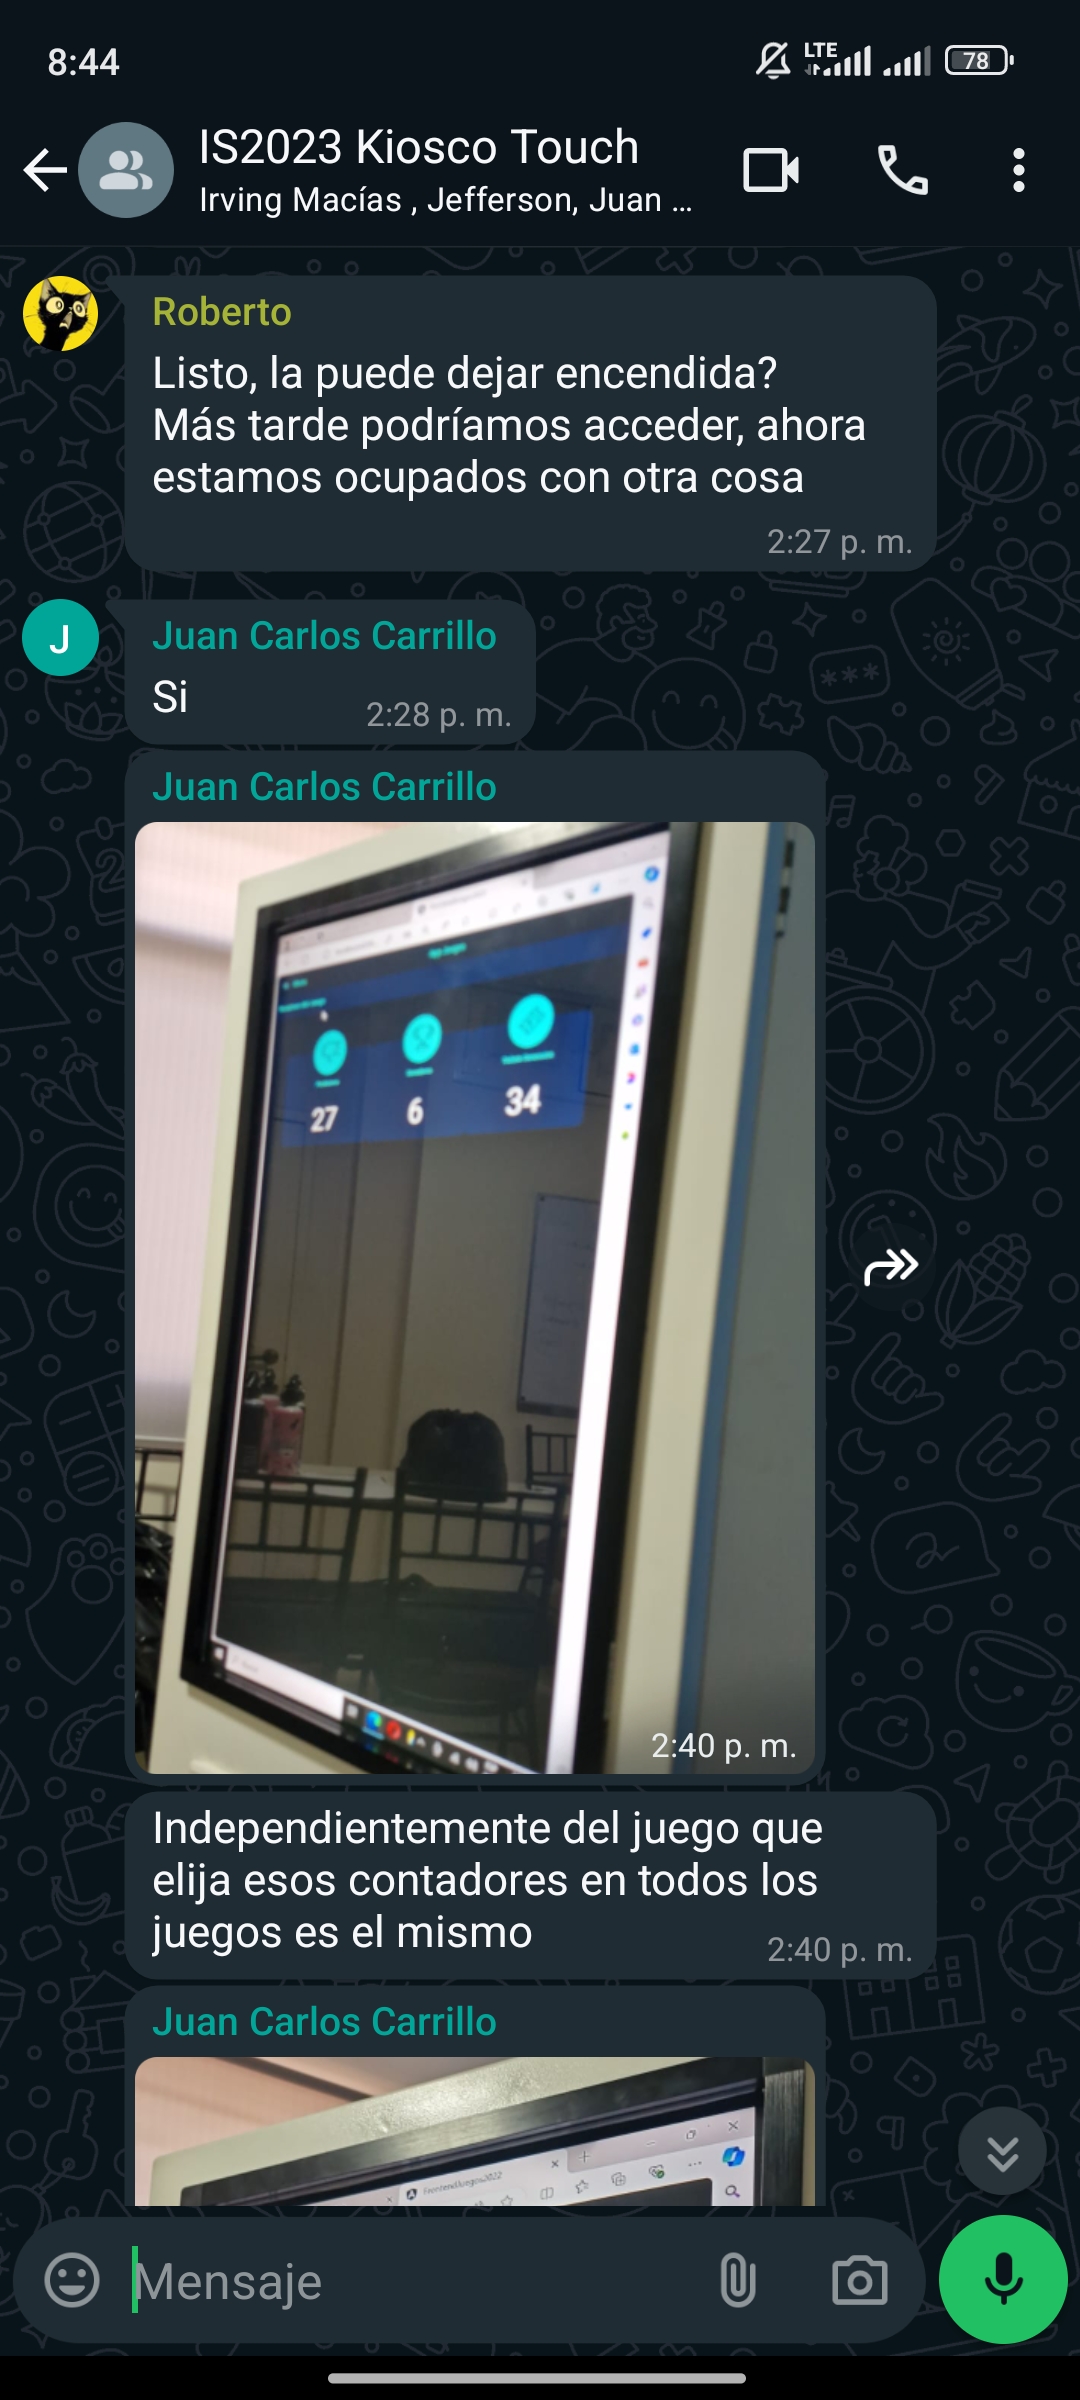 8:44
LTE
78
IS2023 Kiosco Touch
Irving Macías , Jefferson, Juan ...
Roberto
Listo, la puede dejar encendida?
Más tarde podríamos acceder, ahora
estamos ocupados con otra cosa
2:27 p. m.
J
Juan Carlos Carrillo
Si
2:28 p. m.
Juan Carlos Carrillo
27
6
34
2:40 p. m.
Independientemente del juego que
elija esos contadores en todos los
juegos es el mismo
2:40 p. m.
Juan Carlos Carrillo
FrontendJuegos2022
Mensaje